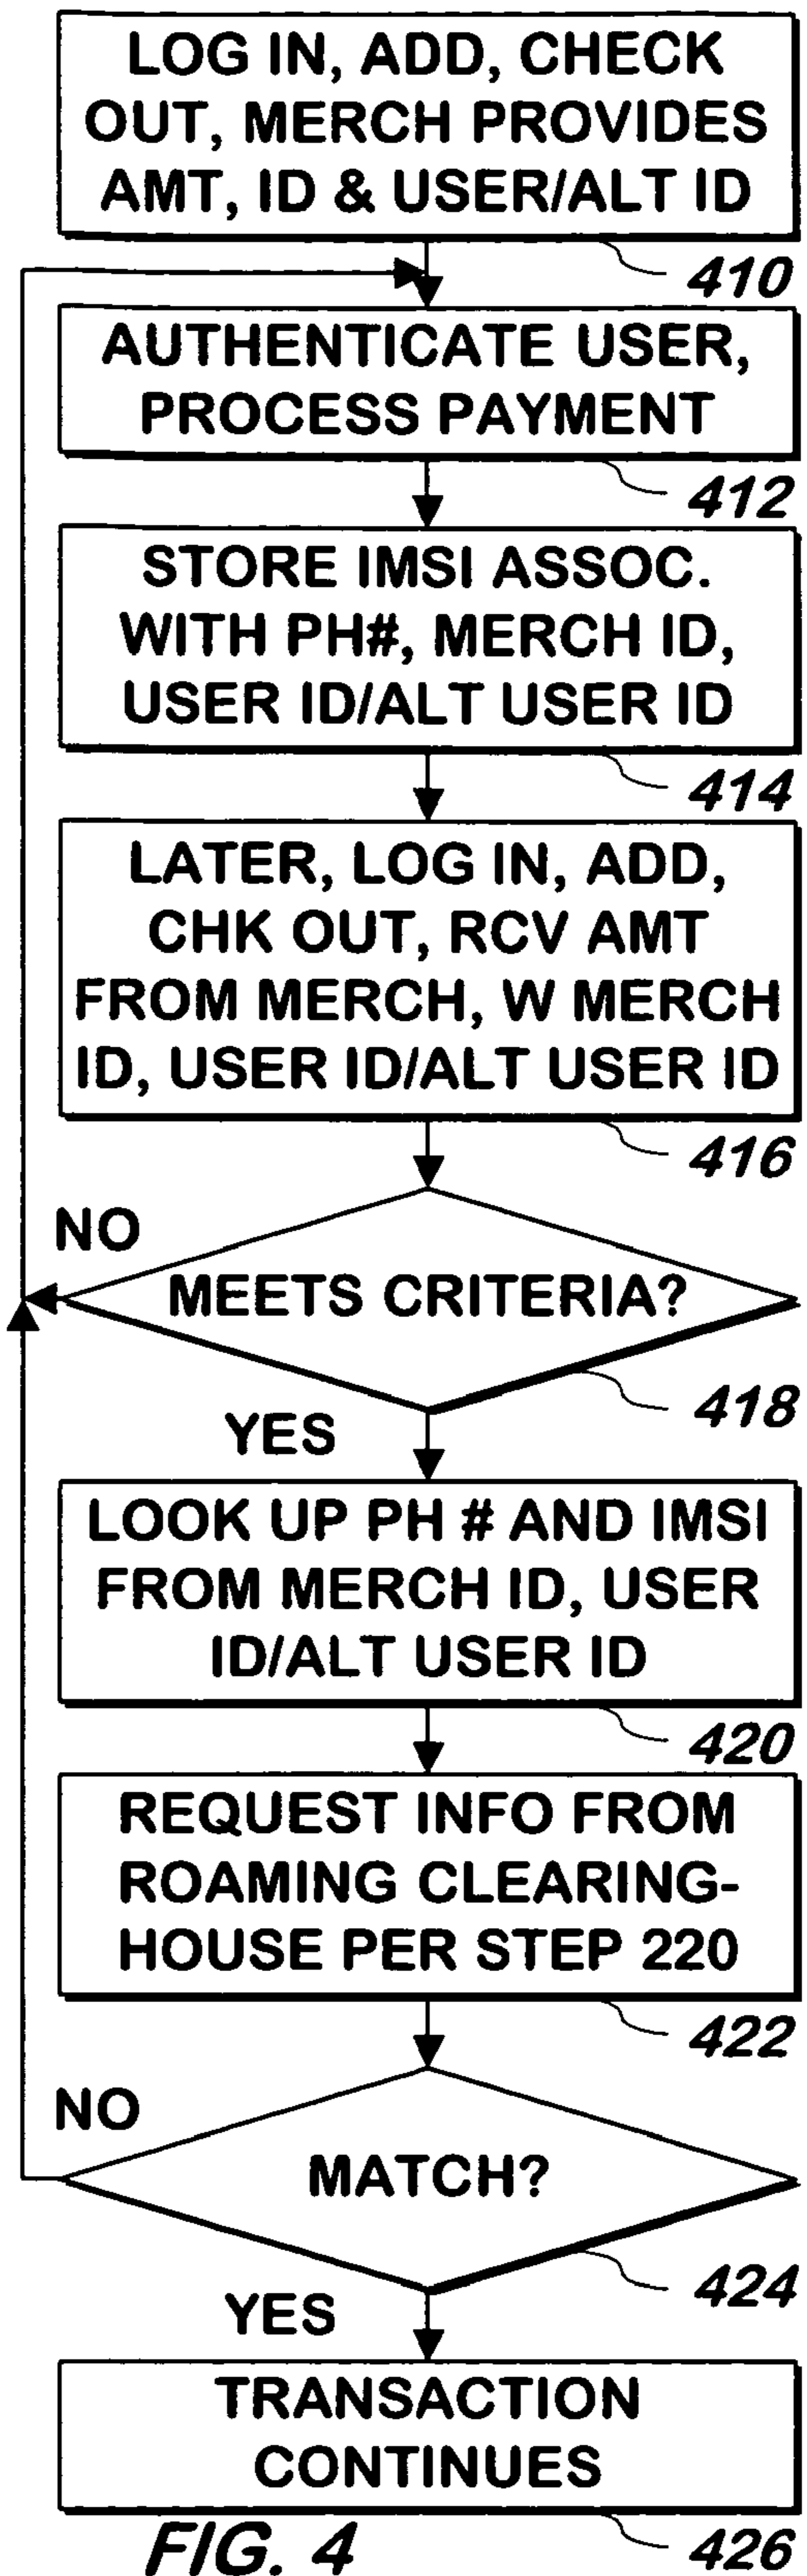 LOG IN, ADD, CHECK
OUT, MERCH PROVIDES
AMT, ID & USER/ALT ID
410
AUTHENTICATE USER,
PROCESS PAYMENT
412
STORE IMSI ASSOC.
WITH PH#, MERCH ID,
USER ID/ALT USER ID
414
LATER, LOG IN, ADD,
CHK OUT, RCV AMT
FROM MERCH, W MERCH
ID, USER ID/ALT USER ID
416
NO
MEETS CRITERIA?
418
YES
LOOK UP PH # AND IMSI
FROM MERCH ID, USER
ID/ALT USER ID
420
REQUEST INFO FROM
ROAMING CLEARING-
HOUSE PER STEP 220
422
NO
MATCH?
424
YES
TRANSACTION
CONTINUES
426
FIG. 4